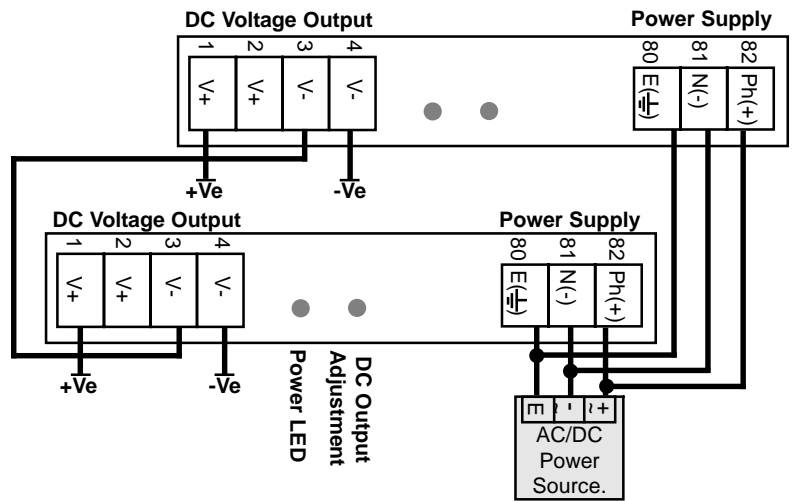 DC Voltage Output
Power Supply
1 2 3 4
80 81 82
V+ V+ V- V-
E(⏚) N(-) Ph(+)
+Ve
-Ve
DC Voltage Output
Power Supply
1 2 3 4
80 81 82
V+ V+ V- V-
E(⏚) N(-) Ph(+)
+Ve
-Ve
Power LED
DC Output
Adjustment
E ~- ~+
AC/DC
Power
Source.